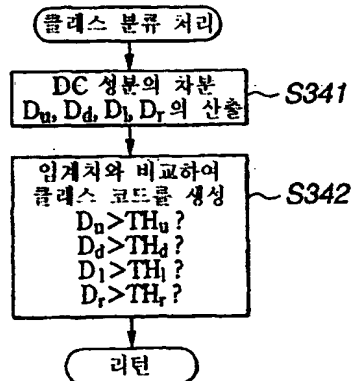 클래스 분류 처리
DC 성분의 차분
Du, Dd, Dl, Dr의 산출
S341
임계치와 비교하여
클래스 코드를 생성
Du>THu?
Dd>THd?
Dl>THl?
Dr>THr?
S342
리턴